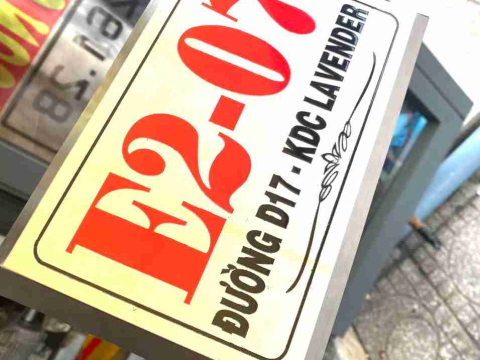 E2-07
ĐƯỜNG D17 - KDC LAVENDER